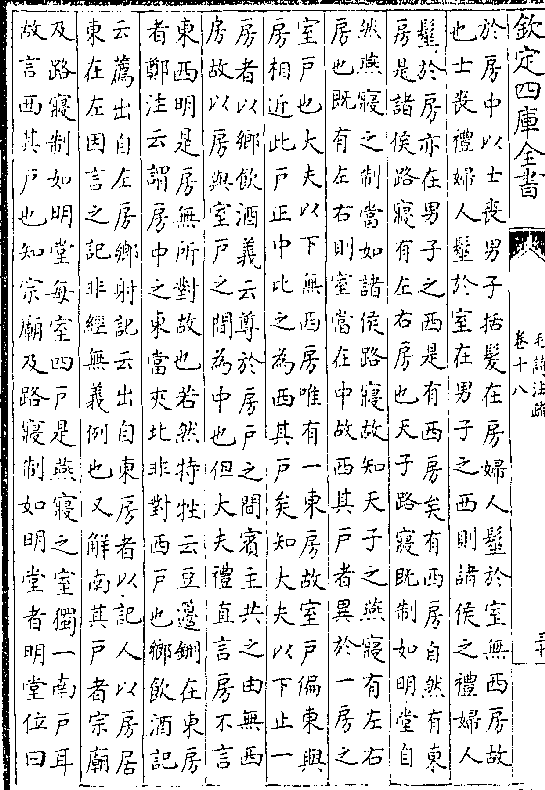 欽定四庫全書
毛詩注疏
卷十八
三十
於房中以士喪男子括髮在房婦人髽於室無西房故
也士喪禮婦人髽於室在男子之西則諸侯之禮婦人
髽於房亦在男子之西是有西房矣有西房自然有東
房是諸侯路寢有左右房也天子路寢既制如明堂自
然燕寢之制當如諸侯路寢故知天子之燕寢有左右
房也既有左右則室當在中故西其戶者異於一房之
室戶也大夫以下無西房唯有一東房故室戶偏東與
房相近此戶正中比之為西其戶矣知大夫以下止一
房者以鄉飲酒義云尊於房戶之間賓主共之由無西
房故以房與室戶之間為中也但大夫禮直言房不言
東西明是房無所對故也若然特牲云豆籩鉶在東房
者鄭注云謂房中之東當夾北非對西戶也鄉飲酒記
云薦出自左房鄉射記云出自東房者以記人以房居
東在左因言之記非經無義例也又解南其戶者宗廟
及路寢制如明堂每室四戶是燕寢之室獨一南戶耳
故言西其戶也知宗廟及路寢制如明堂者明堂位曰